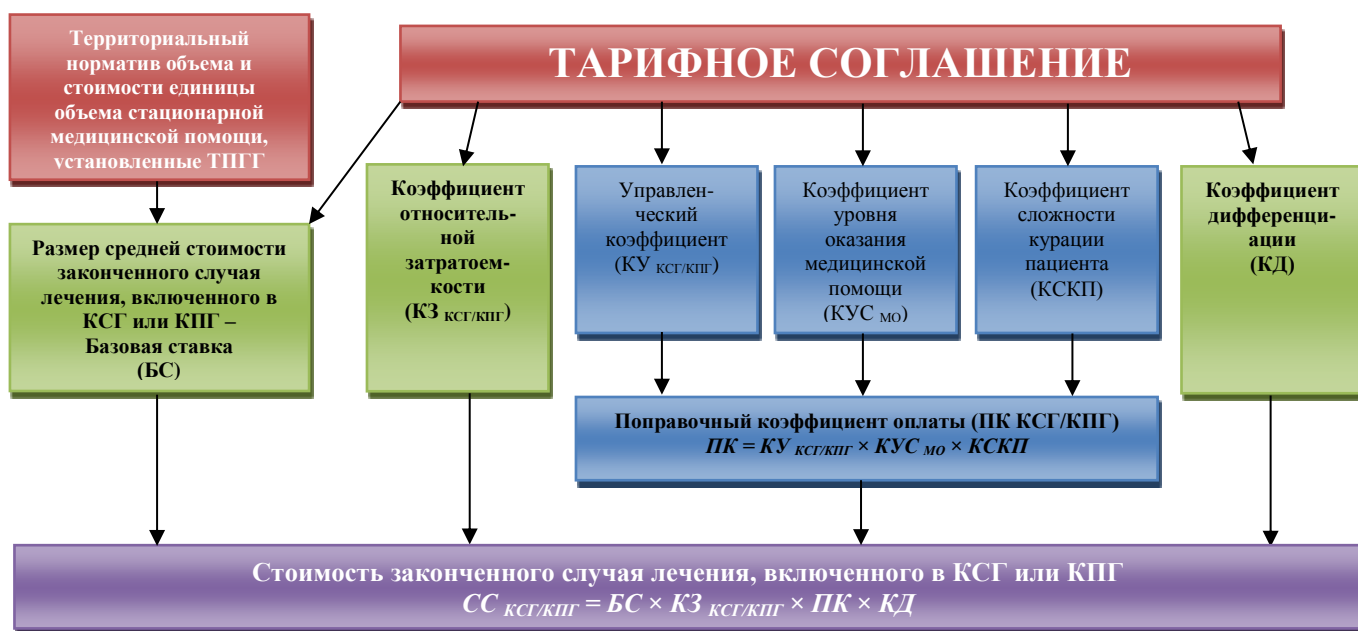 Территориальный
норматив объема и
стоимости единицы
объема стационарной
медицинской помощи,
установленные ТПГГ
ТАРИФНОЕ СОГЛАШЕНИЕ
Размер средней стоимости
законченного случая
лечения, включенного в
КСГ или КПГ –
Базовая ставка
(БС)
Коэффициент
относитель-
ной
затратоем-
кости
(КЗ КСГ/КПГ)
Управлен-
ческий
коэффициент
(КУ КСГ/КПГ)
Коэффициент
уровня
оказания
медицинской
помощи
(КУС МО)
Коэффициент
сложности
курации
пациента
(КСКП)
Коэффициент
дифференци-
ации
(КД)
Поправочный коэффициент оплаты (ПК КСГ/КПГ)
ПК = КУ КСГ/КПГ × КУС МО × КСКП
Стоимость законченного случая лечения, включенного в КСГ или КПГ
СС КСГ/КПГ = БС × КЗ КСГ/КПГ × ПК × КД